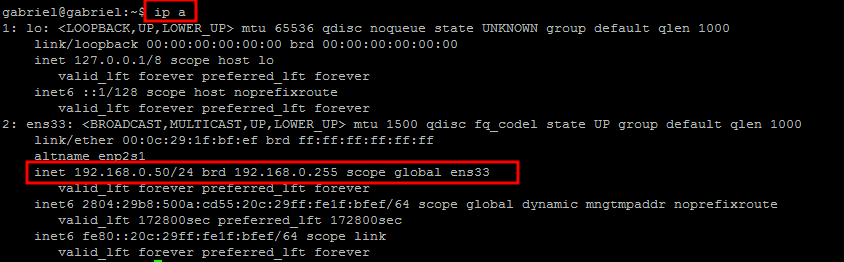 gabriel@gabriel:~$ ip a
1: lo: <LOOPBACK,UP,LOWER_UP> mtu 65536 qdisc noqueue state UNKNOWN group default qlen 1000
link/loopback 00:00:00:00:00:00 brd 00:00:00:00:00:00
inet 127.0.0.1/8 scope host lo
valid_lft forever preferred_lft forever
inet6 ::1/128 scope host noprefixroute
valid_lft forever preferred_lft forever
2: ens33: <BROADCAST,MULTICAST,UP,LOWER_UP> mtu 1500 qdisc fq_codel state UP group default qlen 1000
link/ether 00:0c:29:1f:bf:ef brd ff:ff:ff:ff:ff:ff
altname enp2s1
inet 192.168.0.50/24 brd 192.168.0.255 scope global ens33
valid_lft forever preferred_lft forever
inet6 2804:29b8:500a:cd55:20c:29ff:fe1f:bfef/64 scope global dynamic mngtmpaddr noprefixroute
valid_lft 172800sec preferred_lft 172800sec
inet6 fe80::20c:29ff:fe1f:bfef/64 scope link
valid_lft forever preferred_lft forever